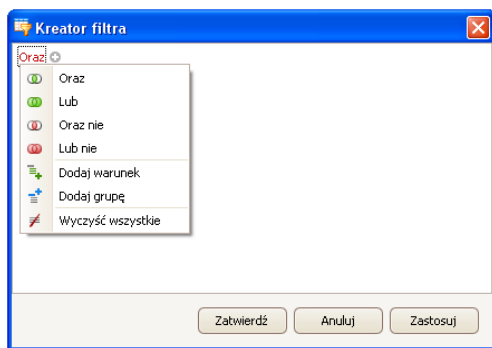 Kreator filtra
Oraz
Oraz
Lub
Oraz nie
Lub nie
Dodaj warunek
Dodaj grupę
Wyczyść wszystkie
Zatwierdź Anuluj Zastosuj